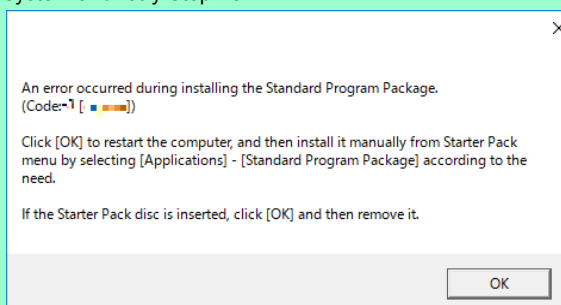 An error occurred during installing the Standard Program Package.
(Code:-1 [
])
Click [OK] to restart the computer, and then install it manually from Starter Pack
menu by selecting [Applications] - [Standard Program Package] according to the
need.
If the Starter Pack disc is inserted, click [OK] and then remove it.
OK